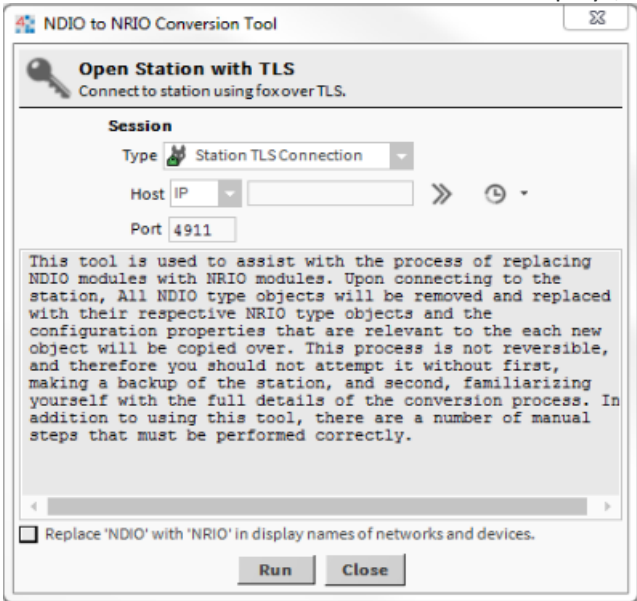 NDIO to NRIO Conversion Tool
Open Station with TLS
Connect to station using fox over TLS.
Session
Type Station TLS Connection
Host IP
Port 4911
This tool is used to assist with the process of replacing
NDIO modules with NRIO modules. Upon connecting to the
station, All NDIO type objects will be removed and replaced
with their respective NRIO type objects and the
configuration properties that are relevant to the each new
object will be copied over. This process is not reversible,
and therefore you should not attempt it without first,
making a backup of the station, and second, familiarizing
yourself with the full details of the conversion process. In
addition to using this tool, there are a number of manual
steps that must be performed correctly.
Replace 'NDIO' with 'NRIO' in display names of networks and devices.
Run Close